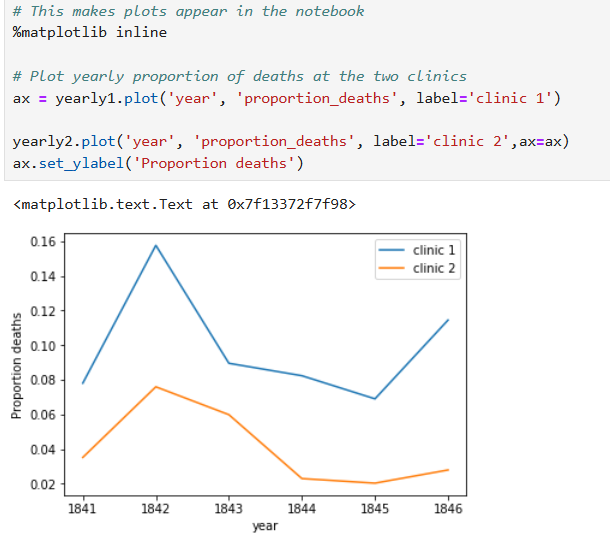 # This makes plots appear in the notebook
%matplotlib inline
# Plot yearly proportion of deaths at the two clinics
ax = yearly1.plot('year', 'proportion_deaths', label='clinic 1')
yearly2.plot('year', 'proportion_deaths', label='clinic 2',ax=ax)
ax.set_ylabel('Proportion deaths')
<matplotlib.text.Text at 0x7f13372f7f98>
clinic 1
clinic 2
0.16
0.14
0.12
0.10
0.08
0.06
0.04
0.02
Proportion deaths
1841 1842 1843 1844 1845 1846
year